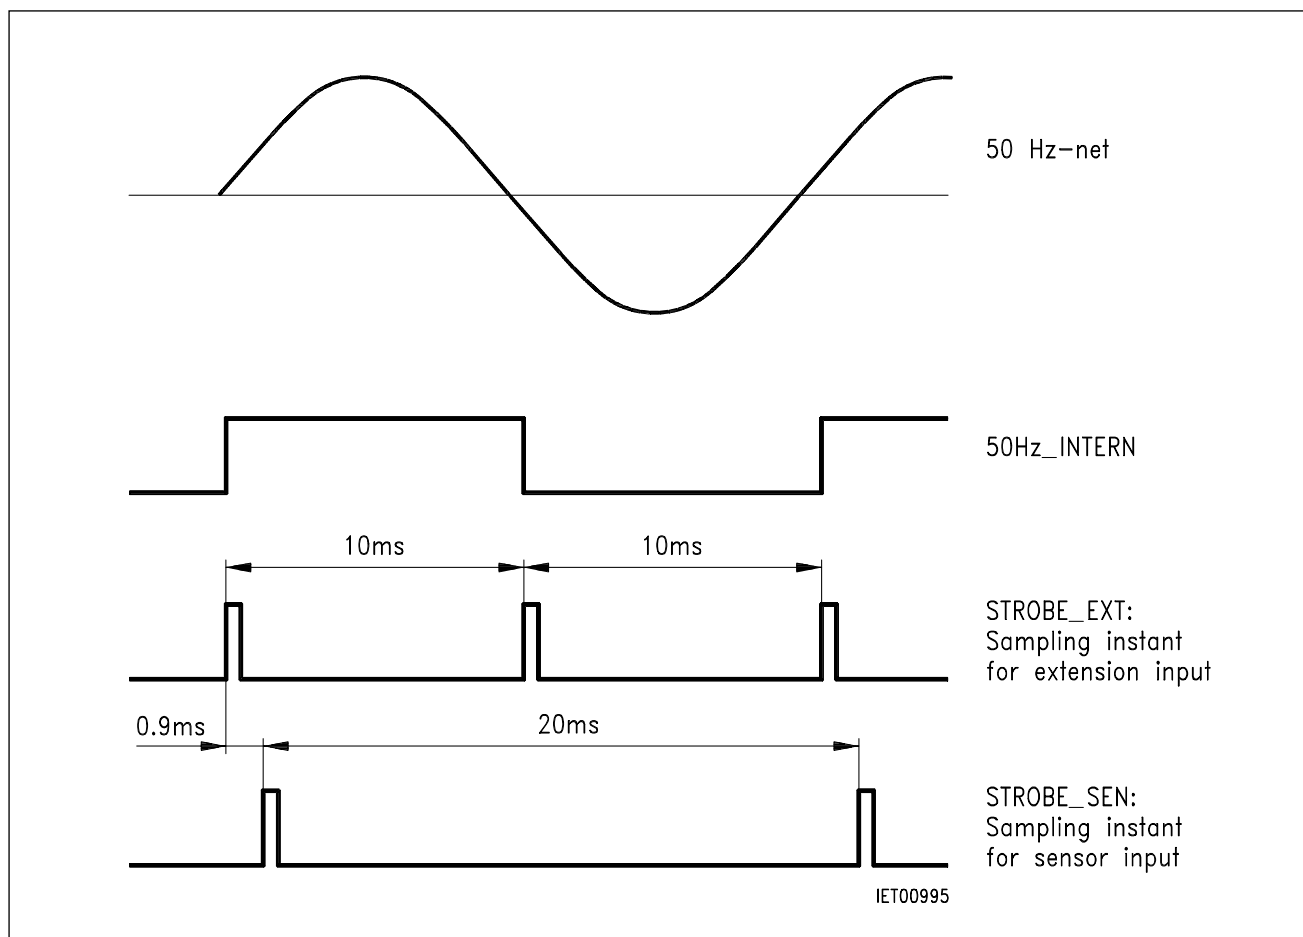 50 Hz-net
50Hz_INTERN
10ms
10ms
STROBE_EXT:
Sampling instant
for extension input
0.9ms
20ms
STROBE_SEN:
Sampling instant
for sensor input
IET00995